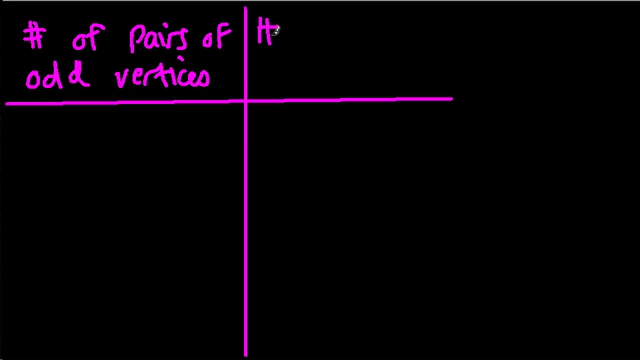 # of pairs of
odd vertices